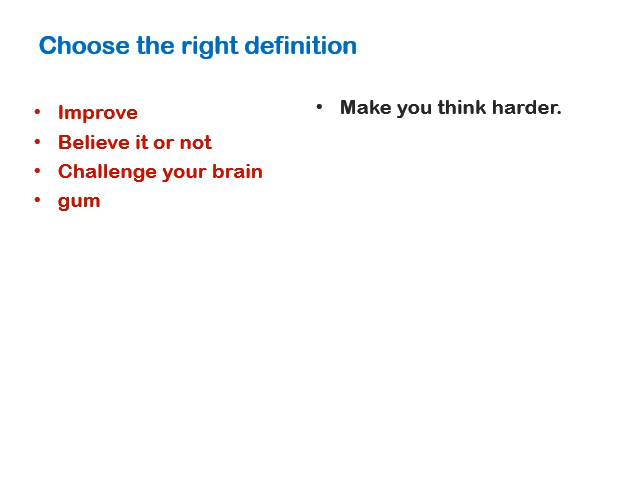 Choose the right definition
• Improve
• Believe it or not
• Challenge your brain
• gum
• Make you think harder.